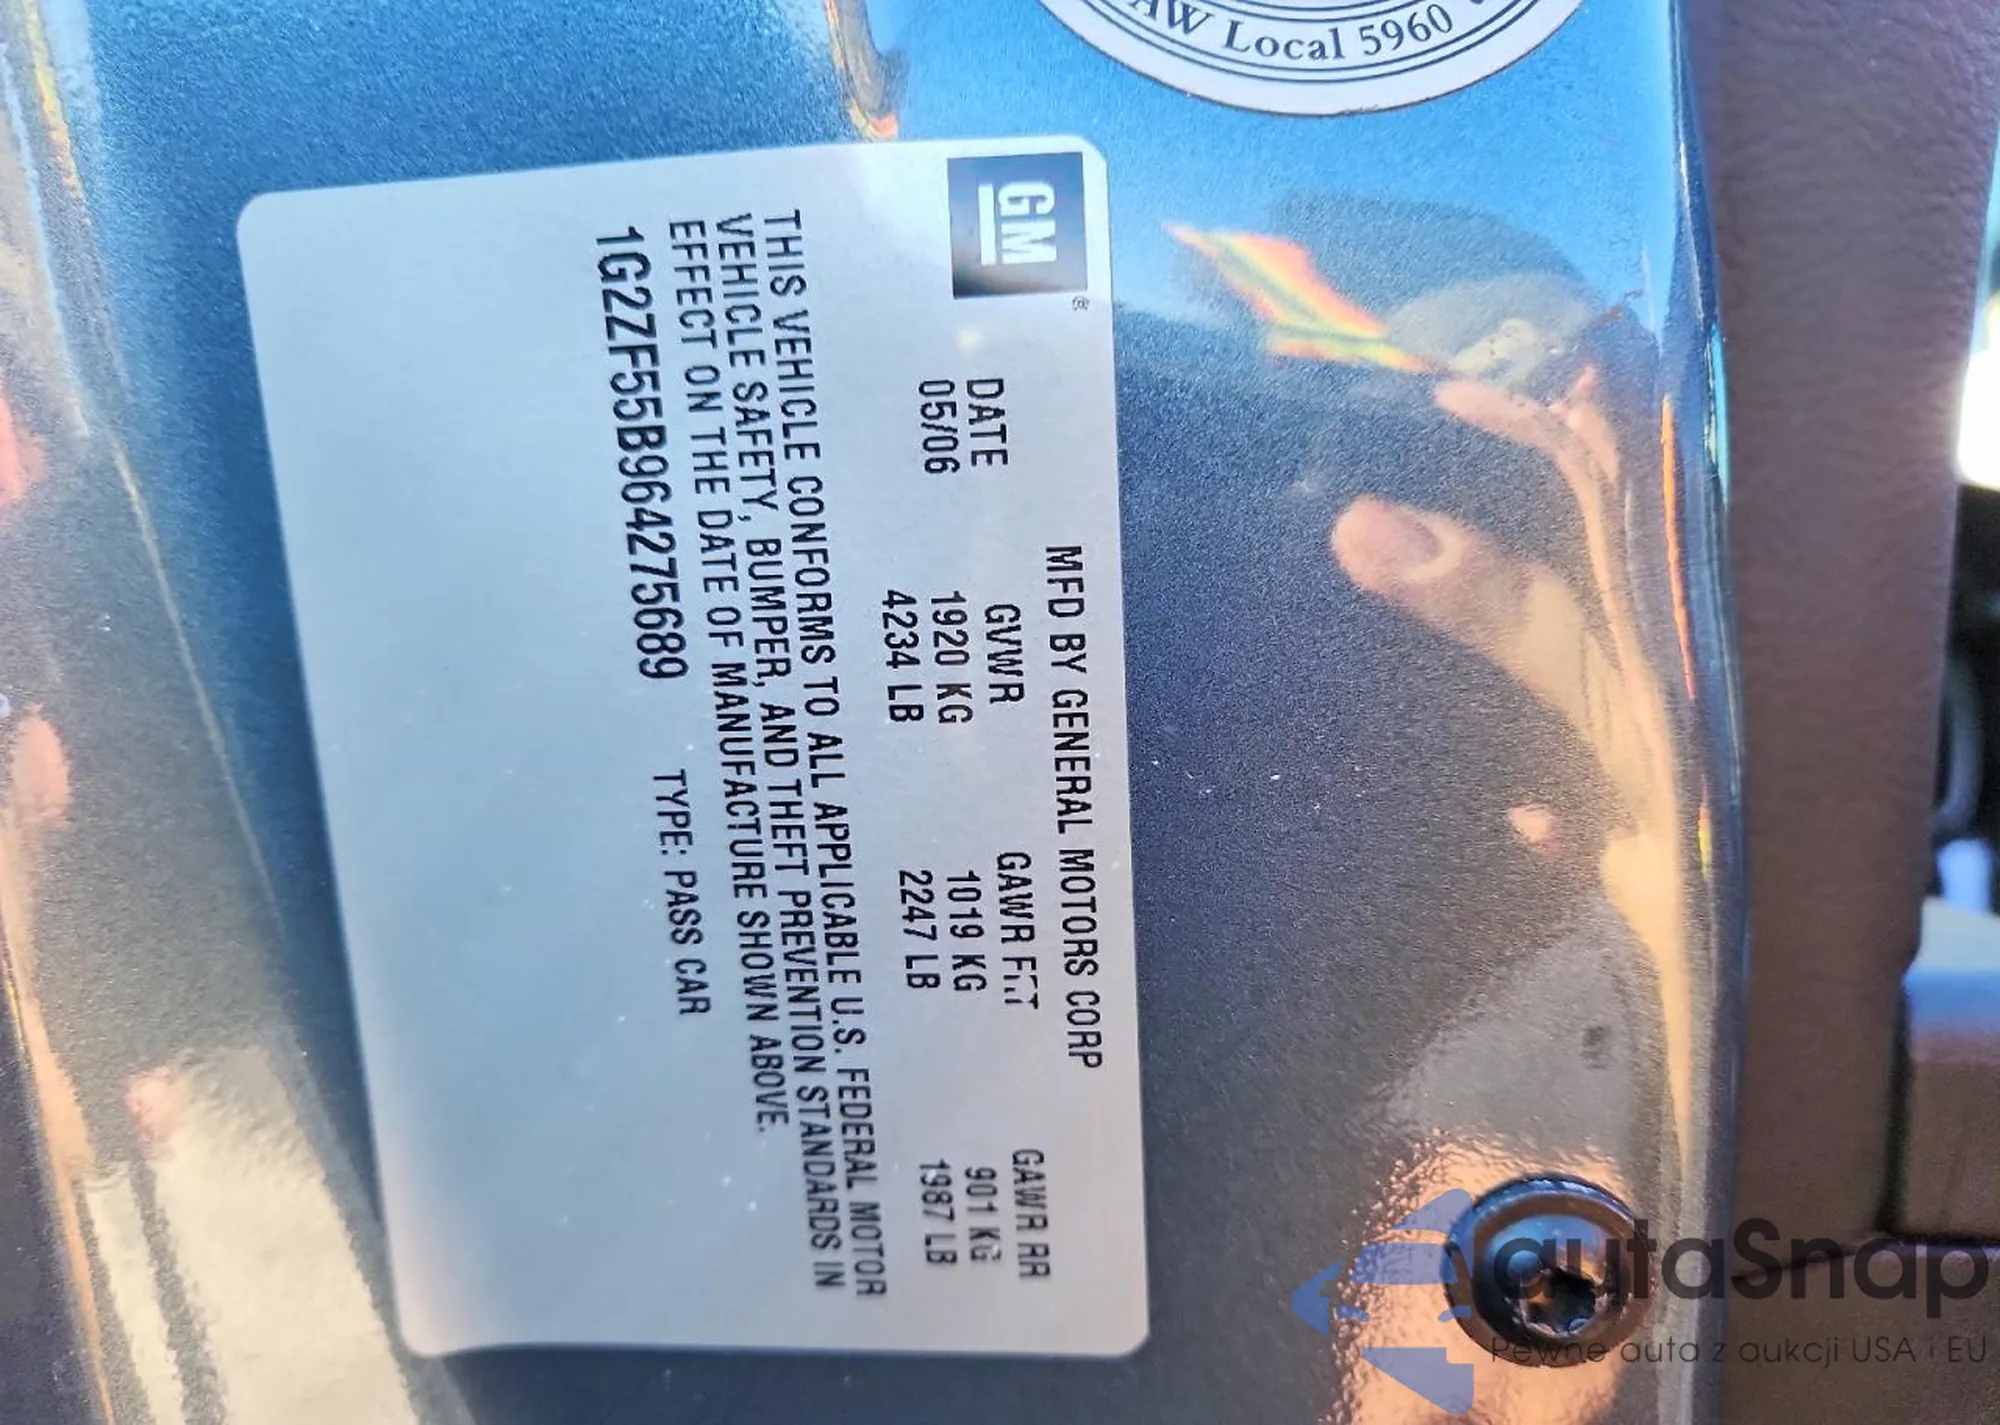 AW Local 5960
GM
®
MFD BY GENERAL MOTORS CORP
DATE GVWR GAWR FRT GAWR RR
05/06 1920 KG 1019 KG 901 KG
4234 LB 2247 LB 1987 LB
THIS VEHICLE CONFORMS TO ALL APPLICABLE U.S. FEDERAL MOTOR
VEHICLE SAFETY, BUMPER, AND THEFT PREVENTION STANDARDS IN
EFFECT ON THE DATE OF MANUFACTURE SHOWN ABOVE.
1G2ZF55B964275689 TYPE: PASS CAR
autaSnap
Pewne auta z aukcji USA i EU